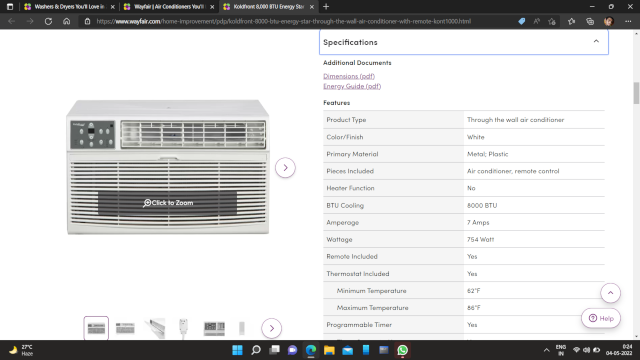 Washers & Dryers You'll Love in
Wayfair | Air Conditioners You'll
Koldfront 8,000 BTU Energy Star
https://www.wayfair.com/home-improvement/pdp/koldfront-8000-btu-energy-star-through-the-wall-air-conditioner-with-remote-kont1000.html
Specifications
Additional Documents
Dimensions (pdf)
Energy Guide (pdf)
Features
Product Type Through the wall air conditioner
Color/Finish White
Primary Material Metal; Plastic
Pieces Included Air conditioner, remote control
Heater Function No
BTU Cooling 8000 BTU
Amperage 7 Amps
Wattage 754 Watt
Remote Included Yes
Thermostat Included Yes
Minimum Temperature 62°F
Maximum Temperature 86°F
Programmable Timer Yes
Click to Zoom
Help
27°C
Haze
ENG
IN
0:24
04-05-2024